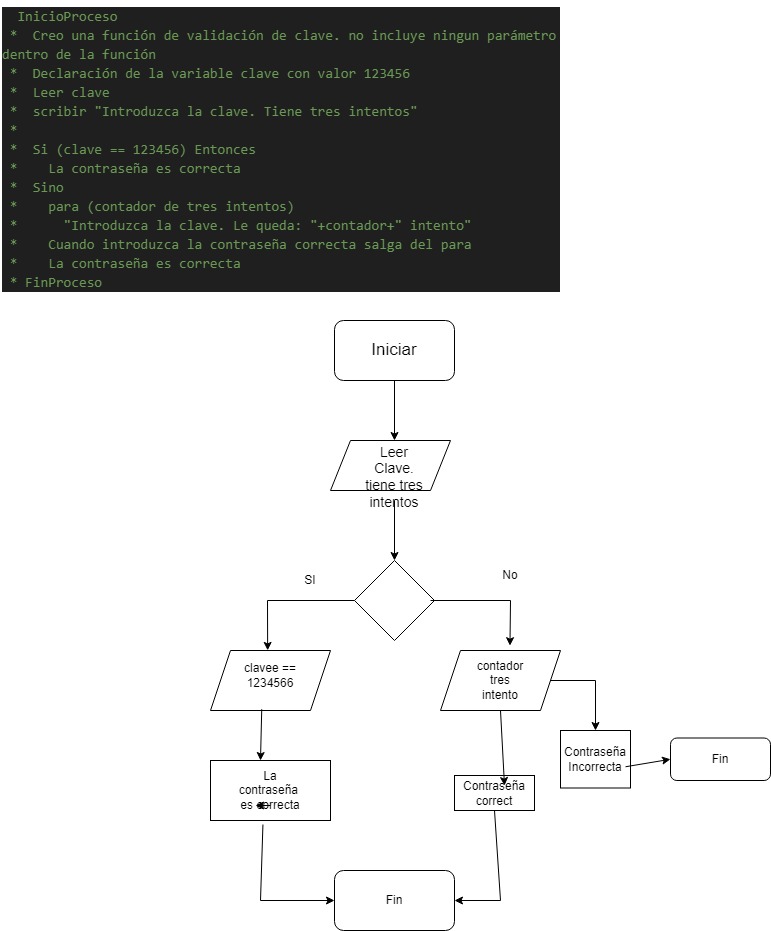 InicioProceso
* Creo una función de validación de clave. no incluye ningun parámetro
dentro de la función
* Declaración de la variable clave con valor 123456
* Leer clave
* scribir "Introduzca la clave. Tiene tres intentos"
*
* Si (clave == 123456) Entonces
* La contraseña es correcta
* Sino
* para (contador de tres intentos)
* "Introduzca la clave. Le queda: "+contador+" intento"
* Cuando introduzca la contraseña correcta salga del para
* La contraseña es correcta
* FinProceso
Iniciar
Leer
Clave.
tiene tres
intentos
SI
No
clavee ==
1234566
contador
tres
intento
Contraseña
Incorrecta
Fin
La
contraseña
es correcta
Contraseña
correct
Fin